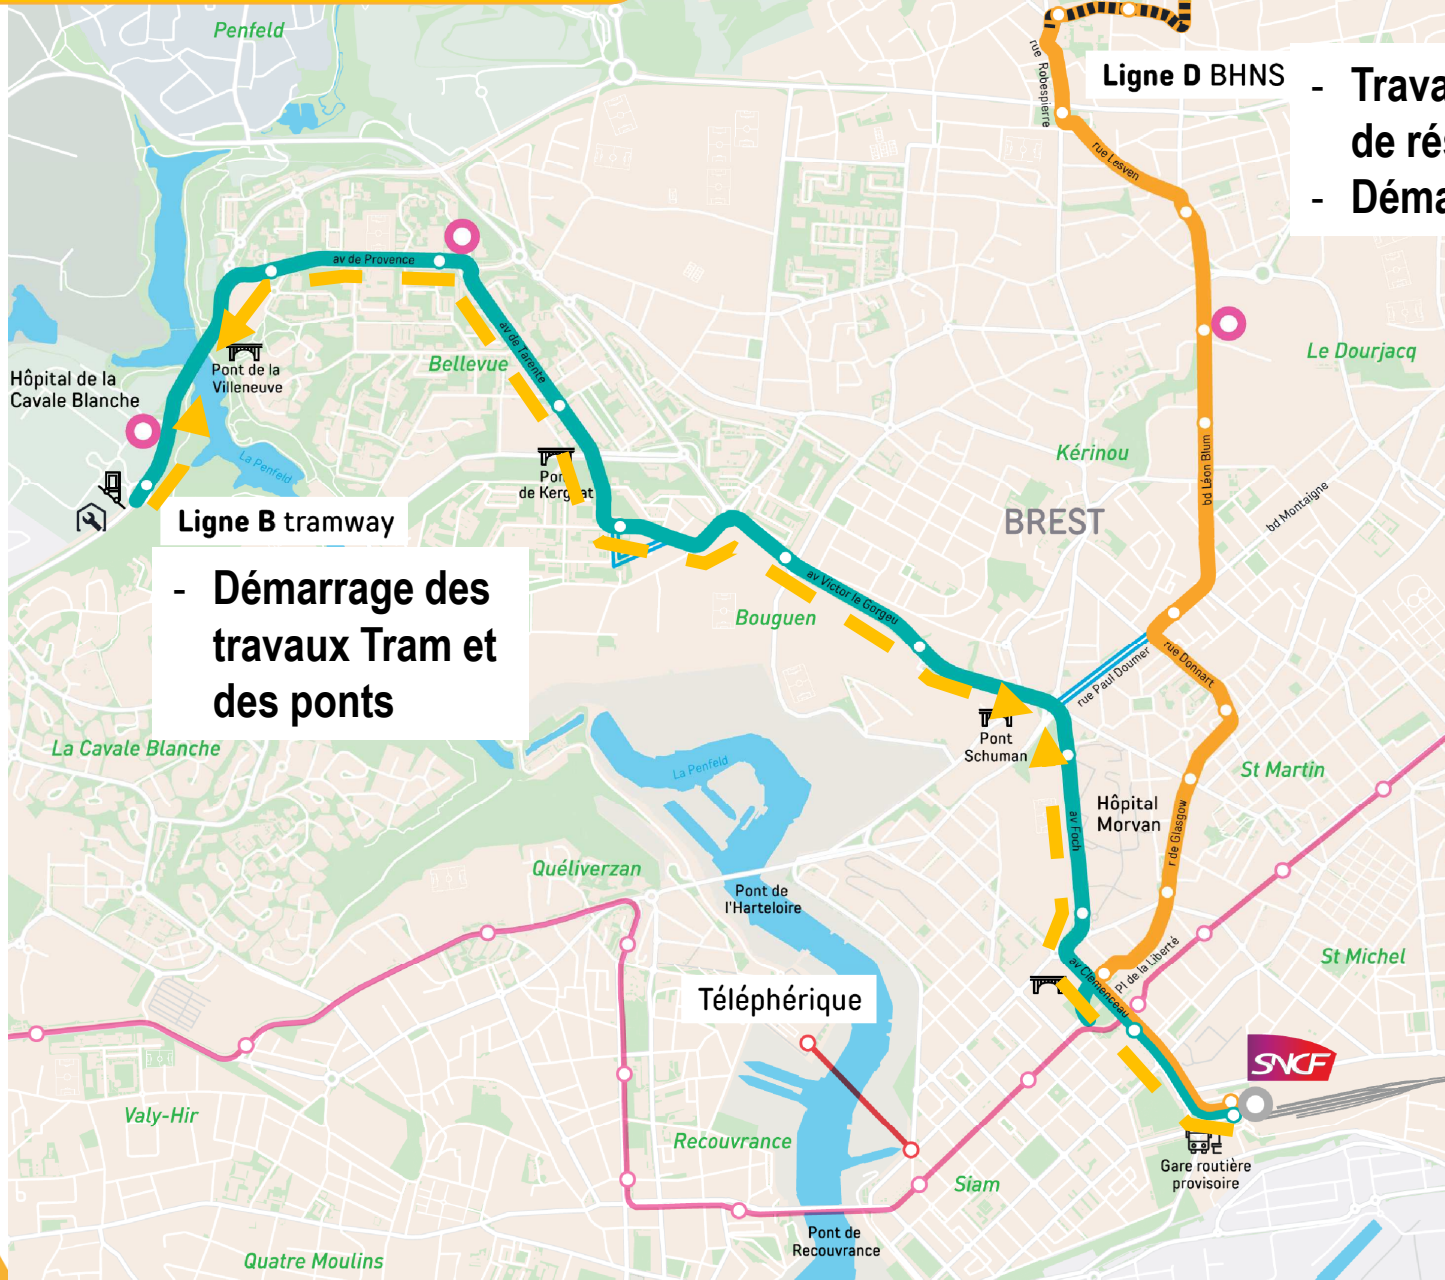 Penfeld
rue Robespierre
Ligne D BHNS
- Trava
de rés
- Déma
rue Lesven
av de Provence
av de Tarente
Bellevue
Pont de la
Villeneuve
Hôpital de la
Cavale Blanche
La Penfeld
Le Dourjacq
Kérinou
bd Léon Blum
bd Montaigne
BREST
de Kerg at
Ligne B tramway
- Démarrage des
travaux Tram et
des ponts
av Victor le Gorgeu
Bouguen
rue Paul Doumer
rue Donnart
Pont
Schuman
La Cavale Blanche
La Penfeld
St Martin
Hôpital
Morvan
av Foch
r de Glasgow
Quéliverzan
Pont de
l'Harteloire
Pl de la Liberté
St Michel
av Clemenceau
Téléphérique
SNCF
Valy-Hir
Recouvrance
Siam
Gare routière
provisoire
Pont de
Recouvrance
Quatre Moulins